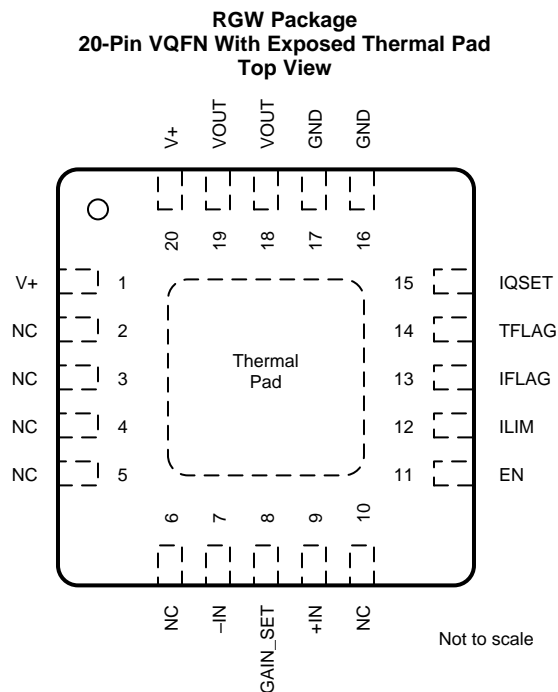 RGW Package
20-Pin VQFN With Exposed Thermal Pad
Top View
V+
VOUT
VOUT
GND
GND
20
19
18
17
16
V+ 1
NC 2
NC 3
NC 4
NC 5
Thermal
Pad
15 IQSET
14 TFLAG
13 IFLAG
12 ILIM
11 EN
6
7
8
9
10
NC
–IN
GAIN_SET
+IN
NC
Not to scale